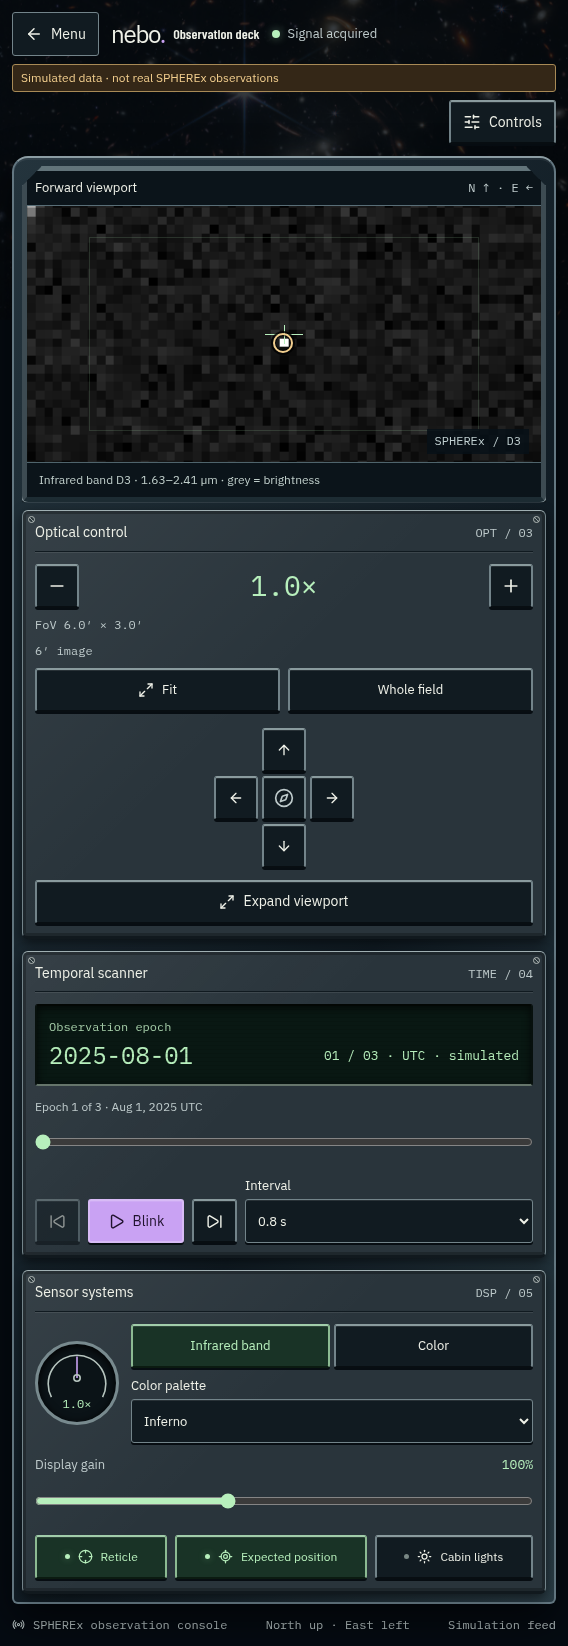 Menu
nebo.
Observation deck
Signal acquired
Simulated data · not real SPHEREx observations
Controls
Forward viewport
N ↑ · E ←
SPHEREx / D3
Infrared band D3 · 1.63–2.41 µm · grey = brightness
Optical control
OPT / 03
1.0×
FoV 6.0′ × 3.0′
6′ image
Fit
Whole field
Expand viewport
Temporal scanner
TIME / 04
Observation epoch
2025-08-01
01 / 03 · UTC · simulated
Epoch 1 of 3 · Aug 1, 2025 UTC
Interval
Blink
0.8 s
Sensor systems
DSP / 05
Infrared band
Color
1.0×
Color palette
Inferno
Display gain
100%
Reticle
Expected position
Cabin lights
SPHEREx observation console
North up · East left
Simulation feed